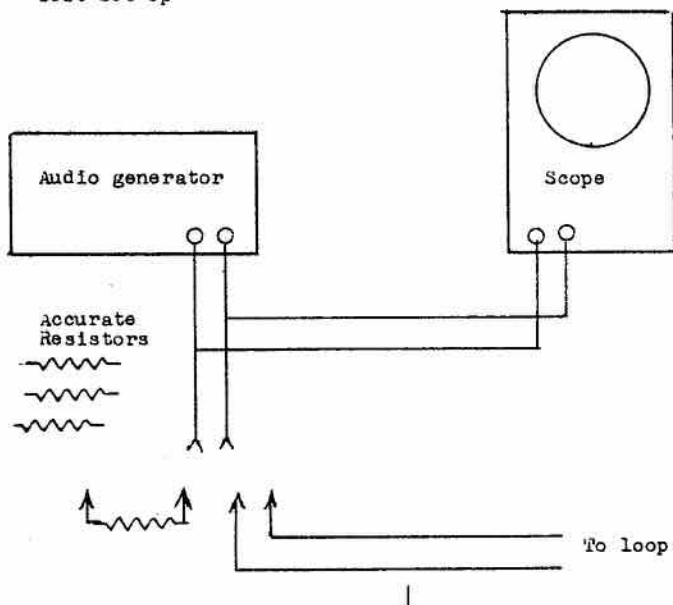 Audio generator
Scope
Accurate
Resistors
To loop